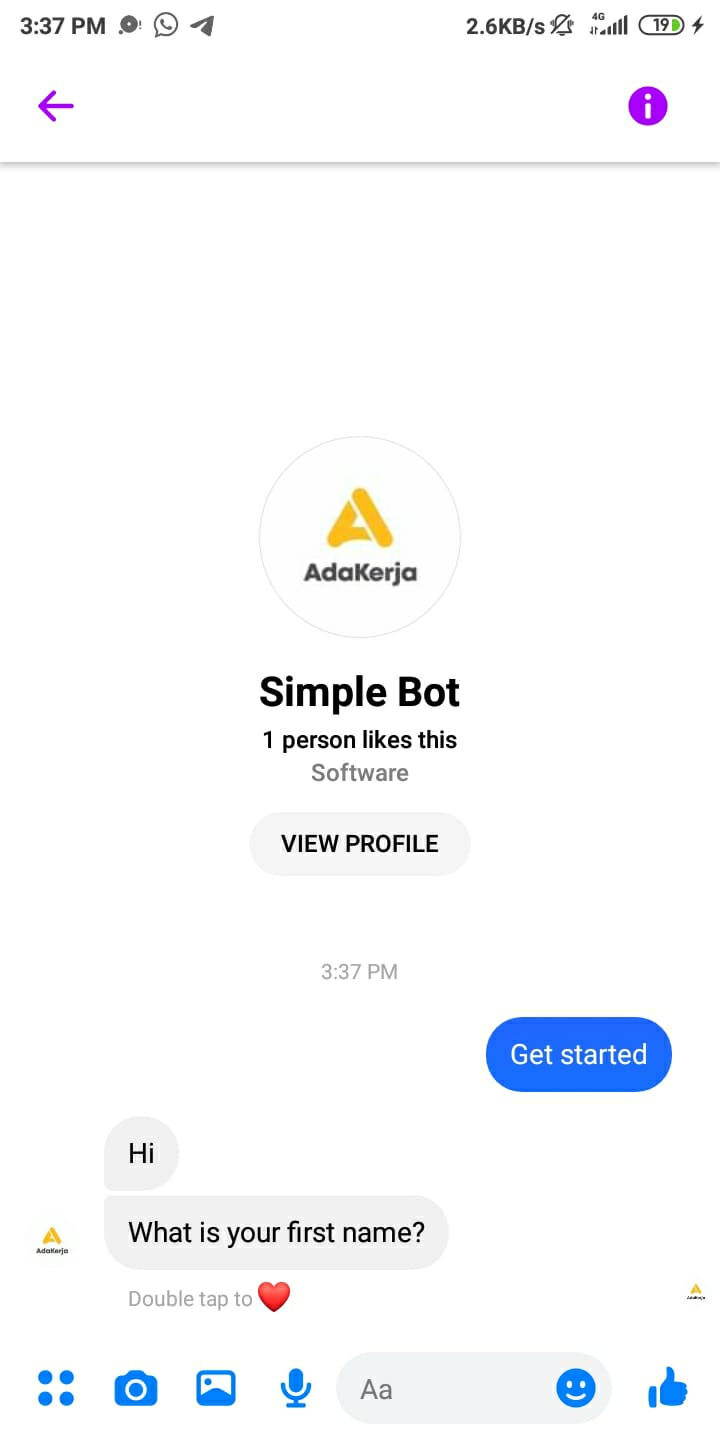 3:37 PM
2.6KB/s
4G
19
AdaKerja
Simple Bot
1 person likes this
Software
VIEW PROFILE
3:37 PM
Get started
Hi
What is your first name?
AdaKerja
Double tap to
AdaKerja
Aa